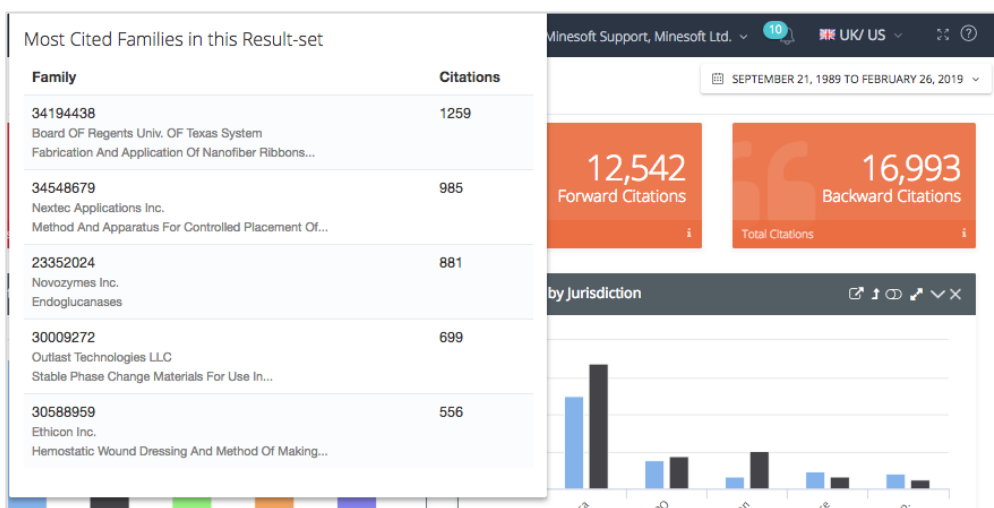 Most Cited Families in this Result-set
Family Citations
34194438 1259
Board OF Regents Univ. OF Texas System
Fabrication And Application Of Nanofiber Ribbons...
34548679 985
Nextec Applications Inc.
Method And Apparatus For Controlled Placement Of...
23352024 881
Novozymes Inc.
Endoglucanases
30009272 699
Outlast Technologies LLC
Stable Phase Change Materials For Use In...
30588959 556
Ethicon Inc.
Hemostatic Wound Dressing And Method Of Making...
Minesoft Support, Minesoft Ltd. 10 UK/ US
SEPTEMBER 21, 1989 TO FEBRUARY 26, 2019
12,542
Forward Citations
16,993
Backward Citations
Total Citations
by Jurisdiction